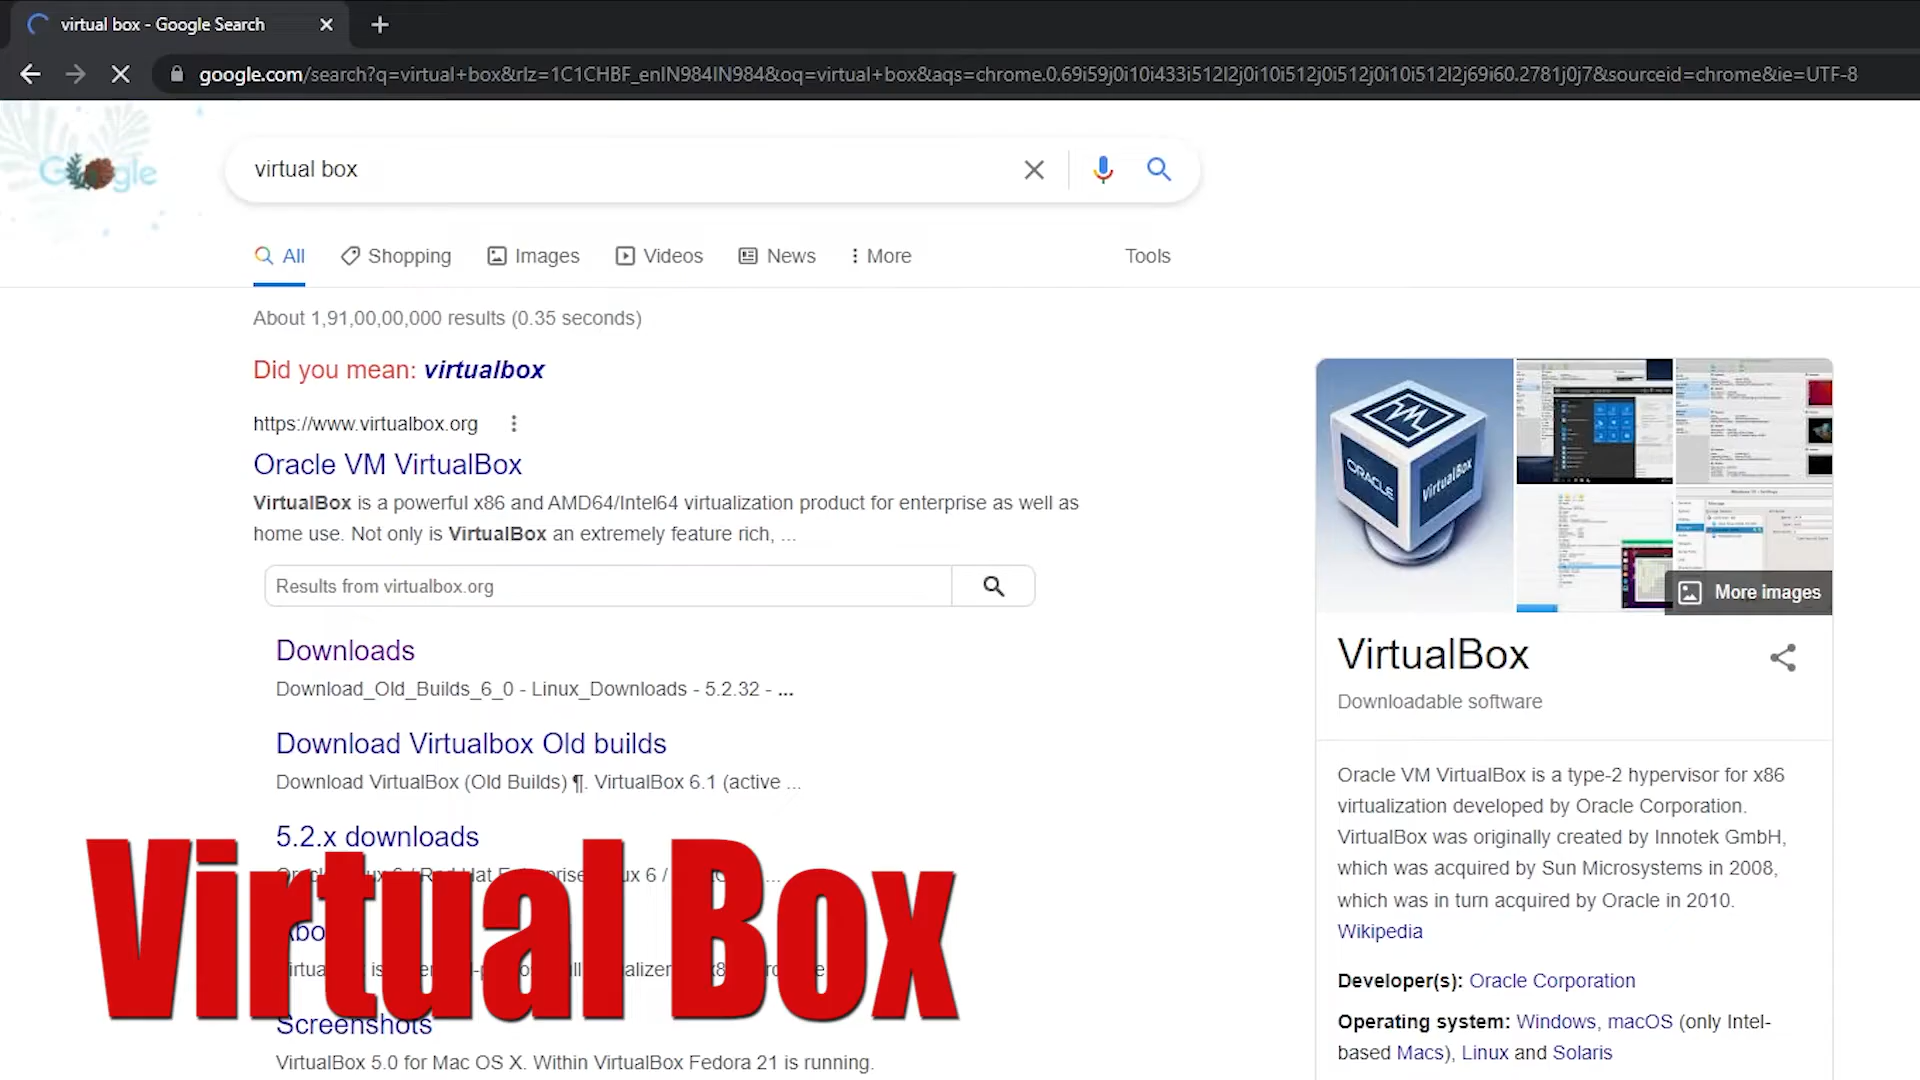 virtual box - Google Search
google.com/search?q=virtual+box&rlz=1C1CHBF_enIN984IN984&oq=virtual+box&aqs=chrome.0.69i59j0i10i433i512l2j0i10i512j0i512j0i10i512l2j69i60.2781j0j7&sourceid=chrome&ie=UTF-8
Google
virtual box
All Shopping Images Videos News More Tools
About 1,91,00,00,000 results (0.35 seconds)
Did you mean: virtualbox
https://www.virtualbox.org
Oracle VM VirtualBox
VirtualBox is a powerful x86 and AMD64/Intel64 virtualization product for enterprise as well as
home use. Not only is VirtualBox an extremely feature rich, ...
Results from virtualbox.org
Downloads
Download_Old_Builds_6_0 - Linux_Downloads - 5.2.32 - ...
Download Virtualbox Old builds
Download VirtualBox (Old Builds) ¶. VirtualBox 6.1 (active ...
5.2.x downloads
Virtual Box
Screenshots
VirtualBox 5.0 for Mac OS X. Within VirtualBox Fedora 21 is running.
ORACLE
VirtualBox
More images
VirtualBox
Downloadable software
Oracle VM VirtualBox is a type-2 hypervisor for x86
virtualization developed by Oracle Corporation.
VirtualBox was originally created by Innotek GmbH,
which was acquired by Sun Microsystems in 2008,
which was in turn acquired by Oracle in 2010.
Wikipedia
Developer(s): Oracle Corporation
Operating system: Windows, macOS (only Intel-
based Macs), Linux and Solaris